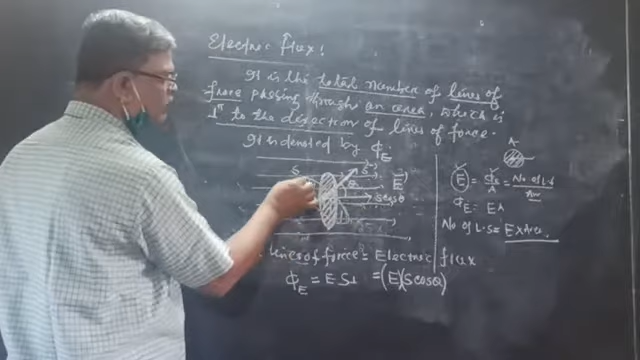 Electric flux :
It is the total number of lines of
force passing through an area, which is
⊥ʳ to the direction of lines of force.
It is denoted by ϕE
S
S
θ
E
Scosθ
Lines of force = Electric flux
ϕE = ES⊥ = (E)(Scosθ)
A
(E) = ϕE/A = No of L.f/Area
ϕE = EA
No of L.f = E×Area.